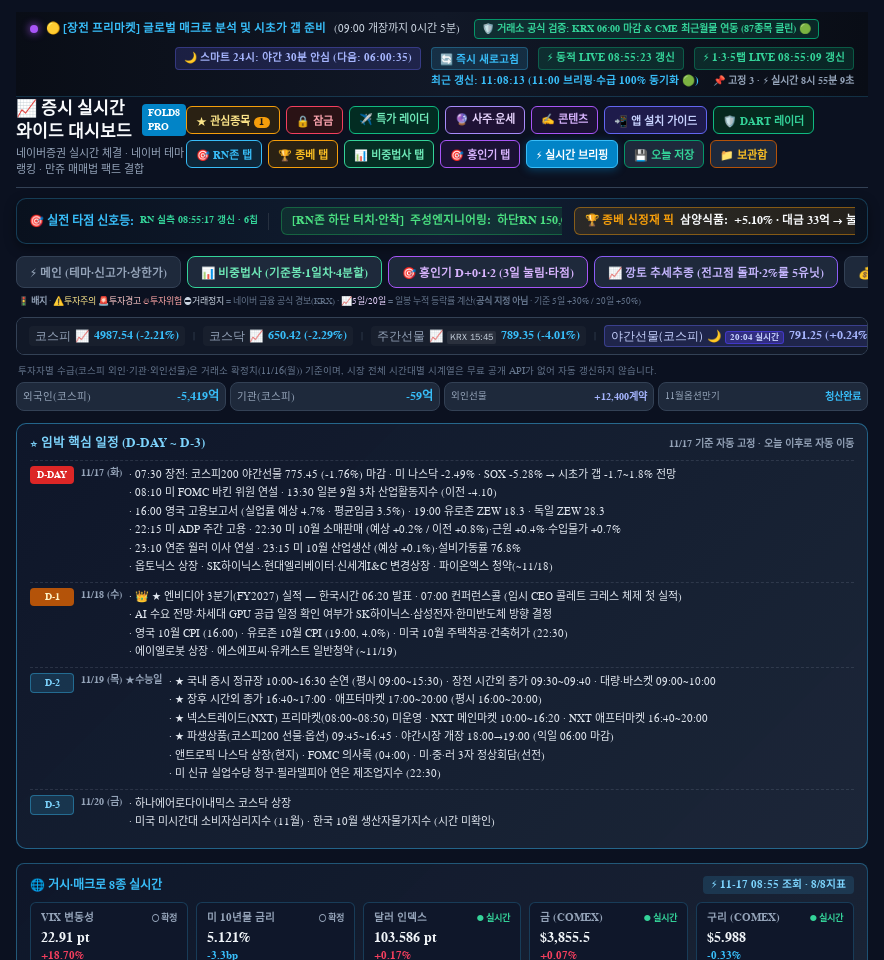 🟡 [장전 프리마켓] 글로벌 매크로 분석 및 시초가 갭 준비 (09:00 개장까지 0시간 5분) 🛡️ 거래소 공식 검증: KRX 06:00 마감 & CME 최근월물 연동 (87종목 클린) 🟢
🌙 스마트 24시: 야간 30분 안심 (다음: 06:00:35) 🔄 즉시 새로고침 ⚡ 동적 LIVE 08:55:23 갱신 ⚡ 1·3·5탭 LIVE 08:55:09 갱신
최근 갱신: 11:08:13 (11:00 브리핑·수급 100% 동기화 🟢) 📌 고정 3 · ⚡ 실시간 8시 55분 9초
📈 증시 실시간 와이드 대시보드 FOLD8 PRO
네이버증권 실시간 체결 · 네이버 테마 랭킹 · 만쥬 매매법 팩트 결합
★ 관심종목 1 🔒 잠금 ✈️ 특가 레이더 🔮 사주·운세 ✍️ 콘텐츠 📲 앱 설치 가이드 🛡️ DART 레이더
🎯 RN존 탭 🏆 종베 탭 📊 비중법사 탭 🎯 홍인기 탭 ⚡ 실시간 브리핑 💾 오늘 저장 📁 보관함
🎯 실전 타점 신호등: RN 실측 08:55:17 갱신 · 6칩 [RN존 하단 터치·안착] 주성엔지니어링: 하단RN 150, 🏆 종베 신정재 픽 삼양식품: +5.10% · 대금 33억 →
⚡ 메인 (테마·신고가·상한가) 📊 비중법사 (기준봉·1일차·4분할) 🎯 홍인기 D+0·1·2 (3일 눌림·타점) 📈 깡토 추세추종 (전고점 돌파·2%룰 5유닛) 💰
🚦 배지 · ⚠️투자주의 🚨투자경고 ⛔투자위험 ⛔거래정지 = 네이버 금융 공식 경보(KRX) · 📈5일/20일 = 일봉 누적 등락률 계산(공식 지정 아님 · 기준 5일 +30% / 20일 +50%)
코스피 📈 4987.54 (-2.21%) 코스닥 📈 650.42 (-2.29%) 주간선물 📈 KRX 15:45 789.35 (-4.01%) 야간선물(코스피) 🌙 20:04 실시간 791.25 (+0.24%
투자자별 수급(코스피 외인·기관·외인선물)은 거래소 확정치(11/16(월)) 기준이며, 시장 전체 시간대별 시계열은 무료 공개 API가 없어 자동 갱신하지 않습니다.
외국인(코스피) -5,419억 기관(코스피) -59억 외인선물 +12,400계약 11월옵션만기 청산완료
⭐ 임박 핵심 일정 (D-DAY ~ D-3) 11/17 기준 자동 고정 · 오늘 이후로 자동 이동
D-DAY 11/17 (화) · 07:30 장전: 코스피200 야간선물 775.45 (-1.76%) 마감 · 미 나스닥 -2.49% · SOX -5.28% → 시초가 갭 -1.7~1.8% 전망
· 08:10 미 FOMC 바킨 위원 연설 · 13:30 일본 9월 3차 산업활동지수 (이전 -4.10)
· 16:00 영국 고용보고서 (실업률 예상 4.7% · 평균임금 3.5%) · 19:00 유로존 ZEW 18.3 · 독일 ZEW 28.3
· 22:15 미 ADP 주간 고용 · 22:30 미 10월 소매판매 (예상 +0.2% / 이전 +0.8%)·근원 +0.4%·수입물가 +0.7%
· 23:10 연준 월러 이사 연설 · 23:15 미 10월 산업생산 (예상 +0.1%)·설비가동률 76.8%
· 옵토닉스 상장 · SK하이닉스·현대엘리베이터·신세계I&C 변경상장 · 파이온엑스 청약(~11/18)
D-1 11/18 (수) · 👑 ★ 엔비디아 3분기(FY2027) 실적 — 한국시간 06:20 발표 · 07:00 컨퍼런스콜 (임시 CEO 콜레트 크레스 체제 첫 실적)
· AI 수요 전망·차세대 GPU 공급 일정 확인 여부가 SK하이닉스·삼성전자·한미반도체 방향 결정
· 영국 10월 CPI (16:00) · 유로존 10월 CPI (19:00, 4.0%) · 미국 10월 주택착공·건축허가 (22:30)
· 에이엘로봇 상장 · 에스에프씨·유캐스트 일반청약 (~11/19)
D-2 11/19 (목) ★수능일 · ★ 국내 증시 정규장 10:00~16:30 순연 (평시 09:00~15:30) · 장전 시간외 종가 09:30~09:40 · 대량·바스켓 09:00~10:00
· ★ 장후 시간외 종가 16:40~17:00 · 애프터마켓 17:00~20:00 (평시 16:00~20:00)
· ★ 넥스트레이드(NXT) 프리마켓(08:00~08:50) 미운영 · NXT 메인마켓 10:00~16:20 · NXT 애프터마켓 16:40~20:00
· ★ 파생상품(코스피200 선물·옵션) 09:45~16:45 · 야간시장 개장 18:00→19:00 (익일 06:00 마감)
· 앤트로픽 나스닥 상장(현지) · FOMC 의사록 (04:00) · 미·중·러 3자 정상회담(선전)
· 미 신규 실업수당 청구·필라델피아 연은 제조업지수 (22:30)
D-3 11/20 (금) · 하나에어로다이내믹스 코스닥 상장
· 미국 미시간대 소비자심리지수 (11월) · 한국 10월 생산자물가지수 (시간 미확인)
🌐 거시·매크로 8종 실시간 ⚡ 11-17 08:55 조회 · 8/8지표
VIX 변동성 확정 미 10년물 금리 확정 달러 인덱스 실시간 금 (COMEX) 실시간 구리 (COMEX) 실시간
22.91 pt 5.121% 103.586 pt $3,855.5 $5.988
+18.70% -3.3bp +0.17% +0.07% -0.33%